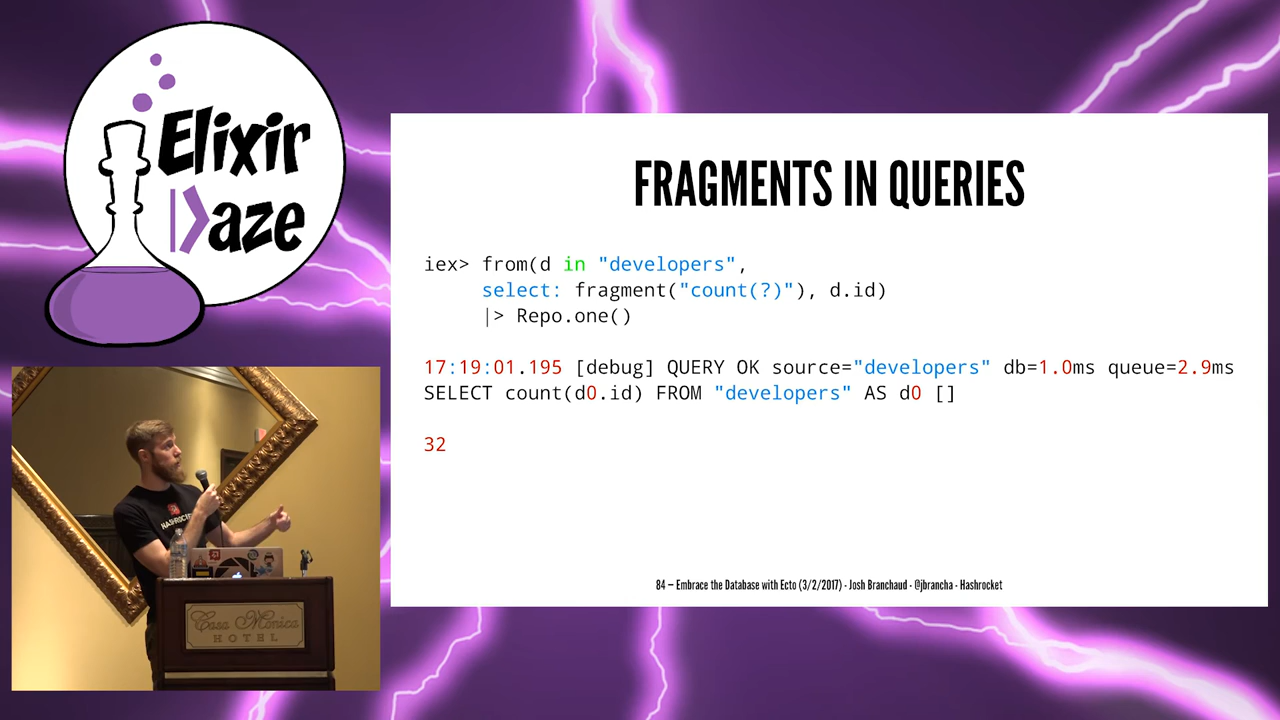 Elixir
Daze
FRAGMENTS IN QUERIES
iex> from(d in "developers",
select: fragment("count(?)"), d.id)
|> Repo.one()
17:19:01.195 [debug] QUERY OK source="developers" db=1.0ms queue=2.9ms
SELECT count(d0.id) FROM "developers" AS d0 []
32
84 — Embrace the Database with Ecto (3/2/2017) - Josh Branchaud - @jbrancha - Hashrocket
Casa Monica
HOTEL